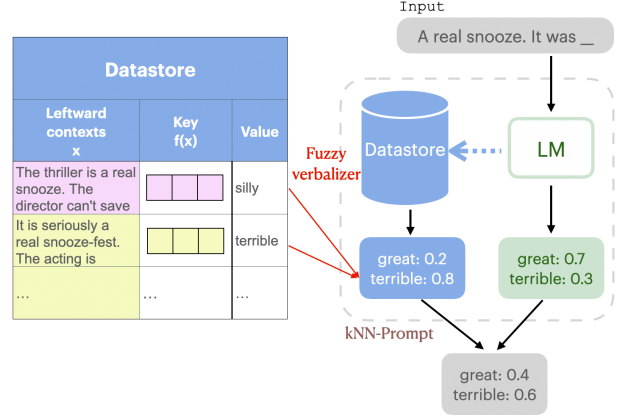 Input
A real snooze. It was __
Datastore
Leftward
contexts
x
Key
f(x)
Value
The thriller is a real
snooze. The
director can't save
silly
It is seriously a
real snooze-fest.
The acting is
terrible
...
...
...
Fuzzy
verbalizer
Datastore
LM
great: 0.2
terrible: 0.8
great: 0.7
terrible: 0.3
kNN-Prompt
great: 0.4
terrible: 0.6